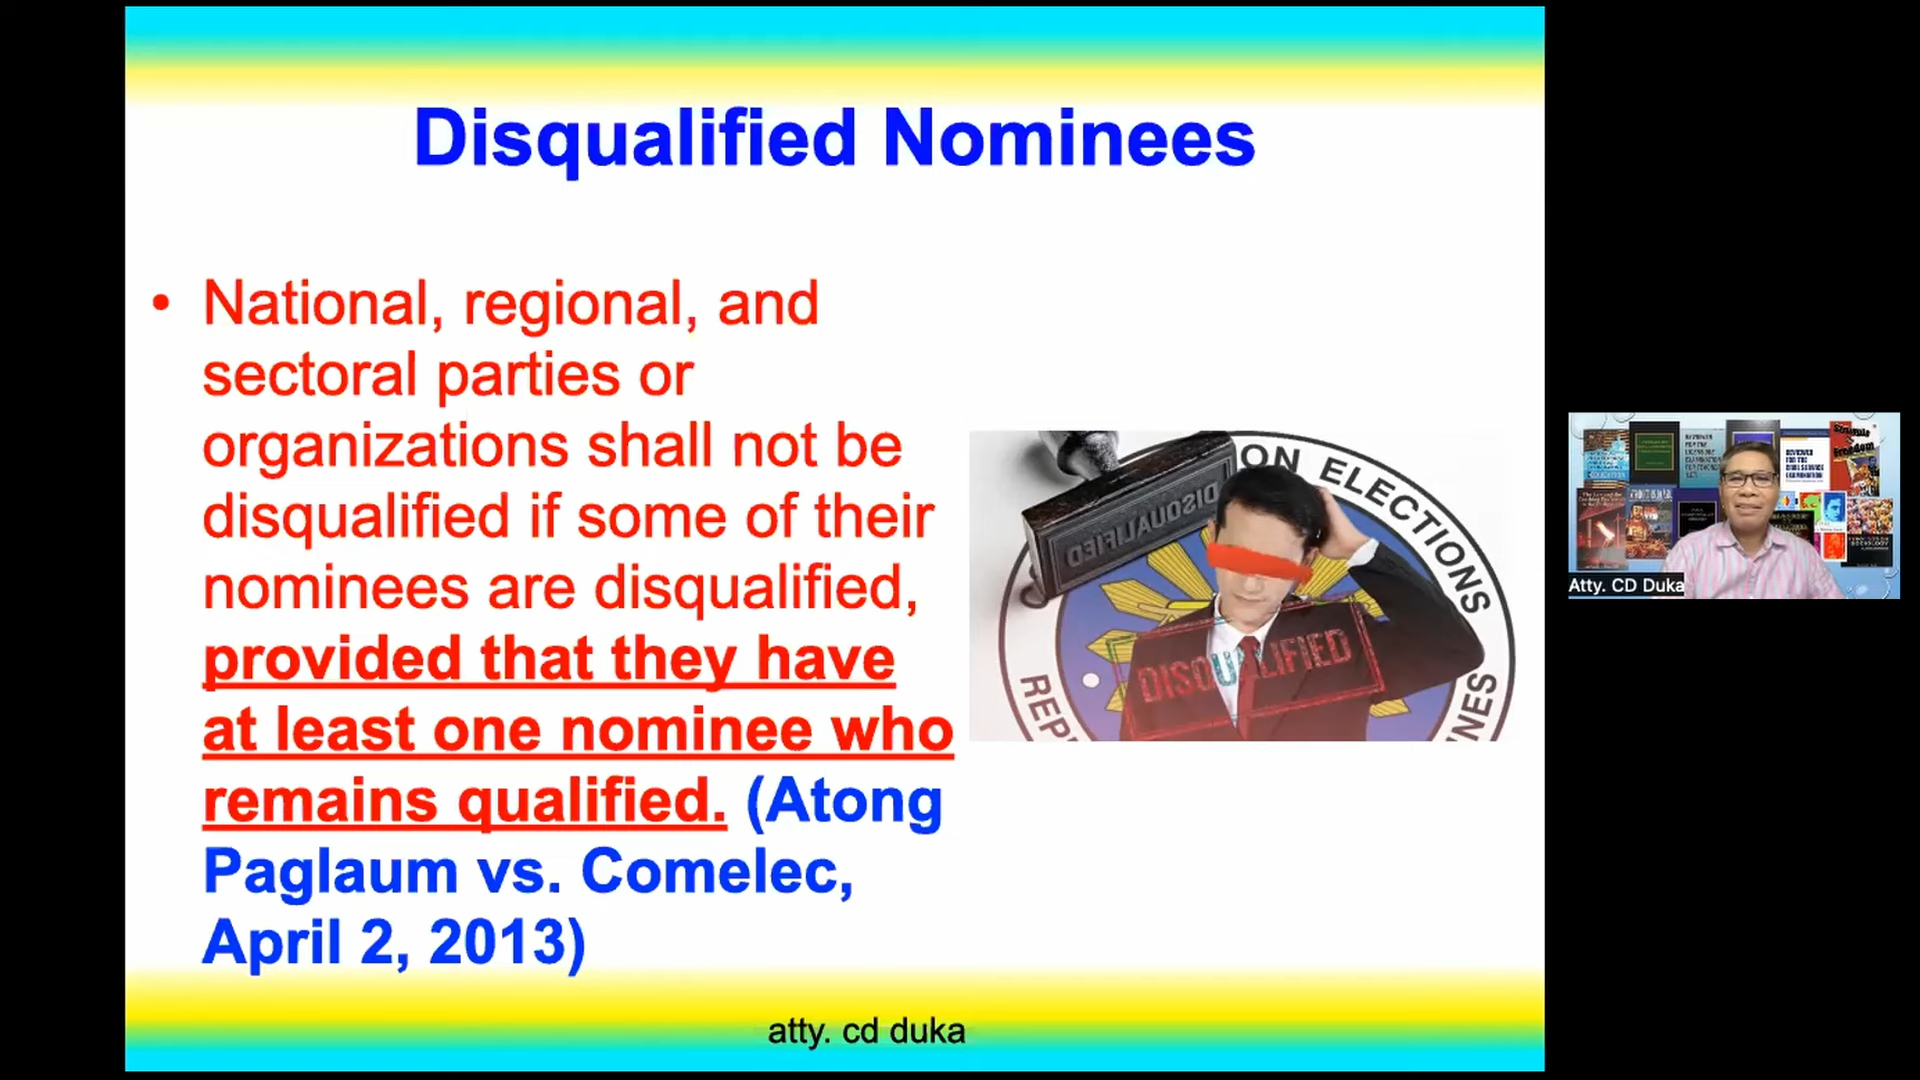 Disqualified Nominees
• National, regional, and
sectoral parties or
organizations shall not be
disqualified if some of their
nominees are disqualified,
provided that they have
at least one nominee who
remains qualified. (Atong
Paglaum vs. Comelec,
April 2, 2013)
ON ELECTIONS
DISQUALIFIED
DISQUALIFIED
REP
NES
atty. cd duka
Atty. CD Duka